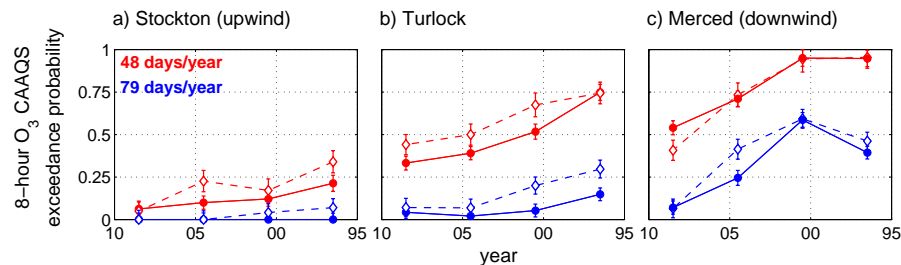 a) Stockton (upwind)
b) Turlock
c) Merced (downwind)
8−hour O3 CAAQS
exceedance probability
1
0.75
0.5
0.25
0
48 days/year
79 days/year
10
05
00
95
10
05
00
95
10
05
00
95
year